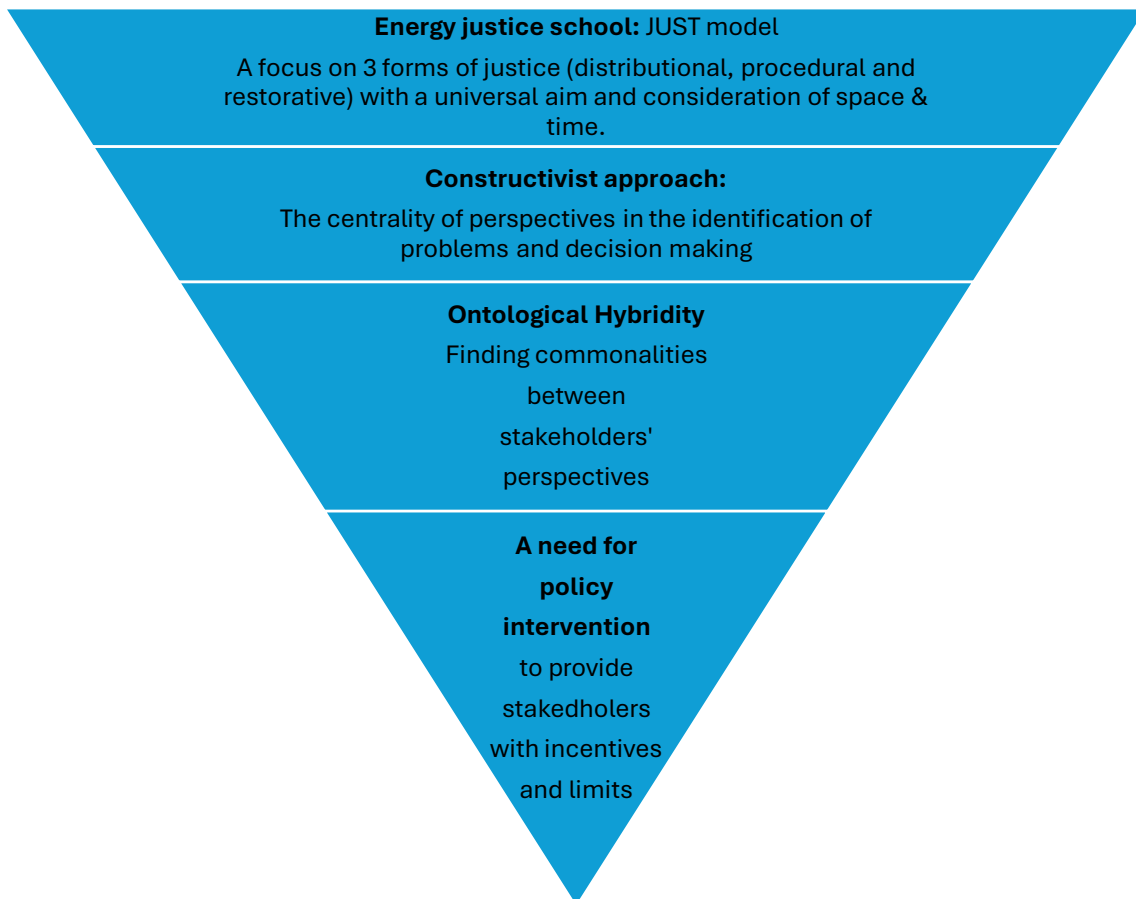 Energy justice school: JUST model
A focus on 3 forms of justice (distributional, procedural and
restorative) with a universal aim and consideration of space &
time.
Constructivist approach:
The centrality of perspectives in the identification of
problems and decision making
Ontological Hybridity
Finding commonalities
between
stakeholders'
perspectives
A need for
policy
intervention
to provide
stakedholers
with incentives
and limits